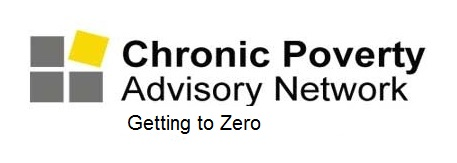 Chronic Poverty
Advisory Network
Getting to Zero